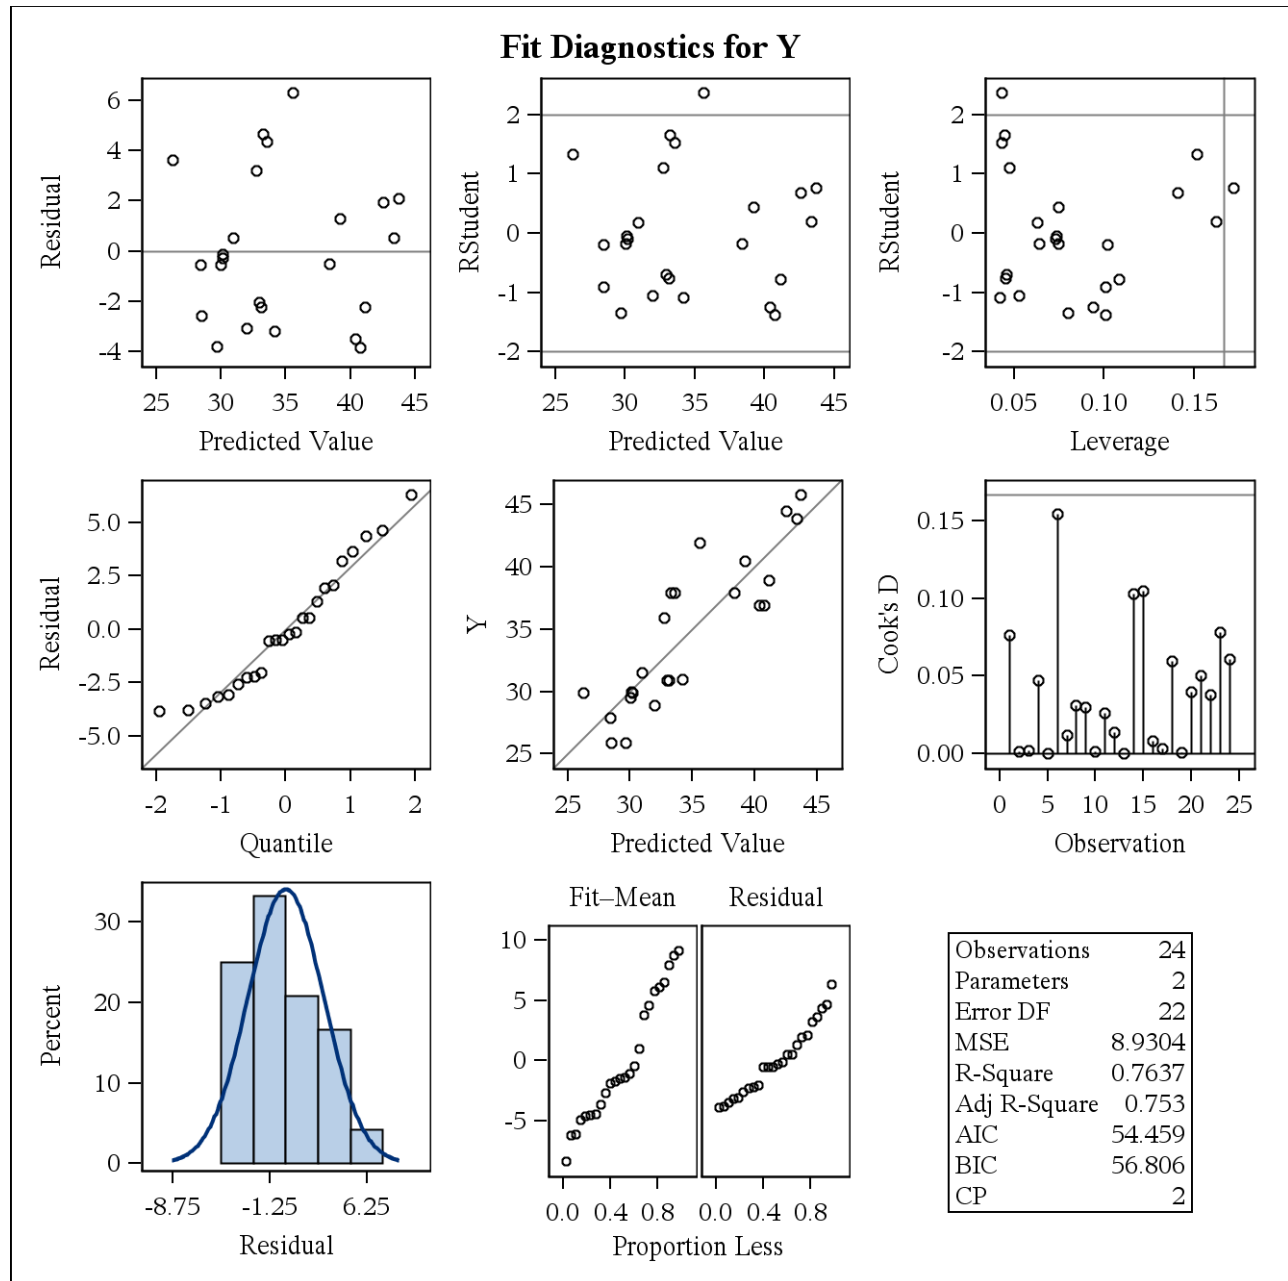 Fit Diagnostics for Y
Residual
6
4
2
0
-2
-4
25 30 35 40 45
Predicted Value
RStudent
2
1
0
-1
-2
25 30 35 40 45
Predicted Value
RStudent
2
1
0
-1
-2
0.05 0.10 0.15
Leverage
Residual
5.0
2.5
0.0
-2.5
-5.0
-2 -1 0 1 2
Quantile
Y
45
40
35
30
25
25 30 35 40 45
Predicted Value
Cook's D
0.15
0.10
0.05
0.00
0 5 10 15 20 25
Observation
Percent
30
20
10
0
-8.75 -1.25 6.25
Residual
Fit–Mean Residual
10
5
0
-5
0.0 0.4 0.8 0.0 0.4 0.8
Proportion Less
Observations 24
Parameters 2
Error DF 22
MSE 8.9304
R-Square 0.7637
Adj R-Square 0.753
AIC 54.459
BIC 56.806
CP 2